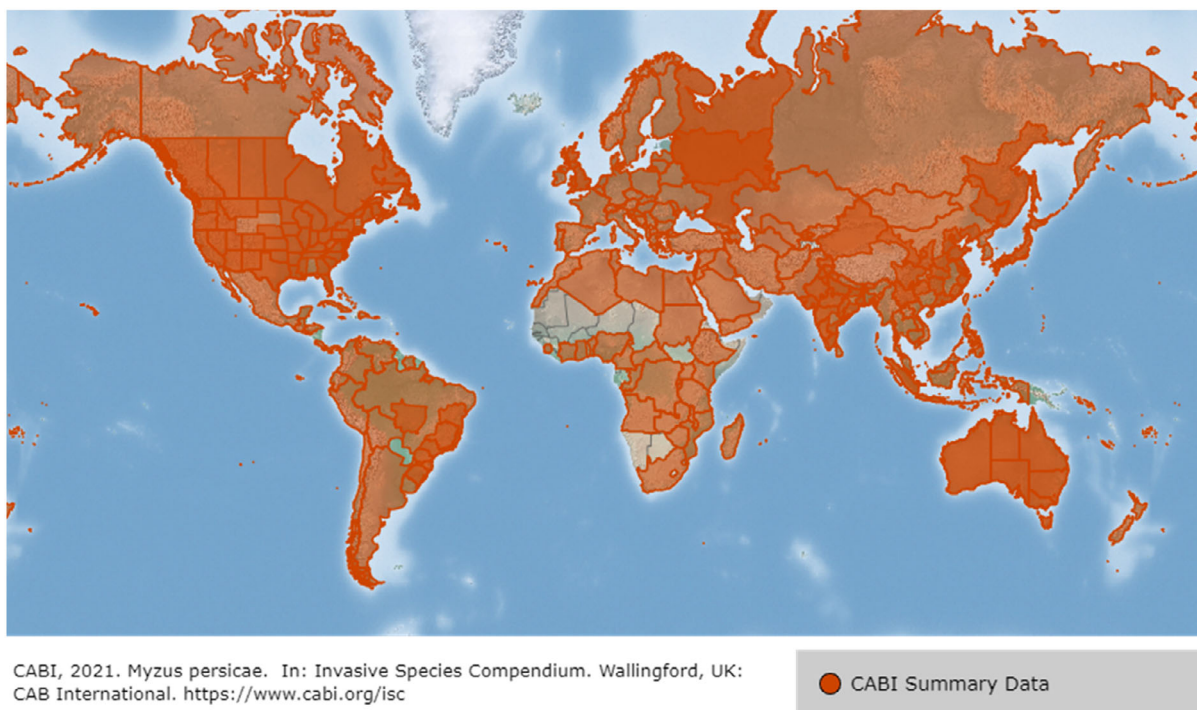 CABI, 2021. Myzus persicae.  In: Invasive Species Compendium. Wallingford, UK:
CAB International. https://www.cabi.org/isc
CABI Summary Data